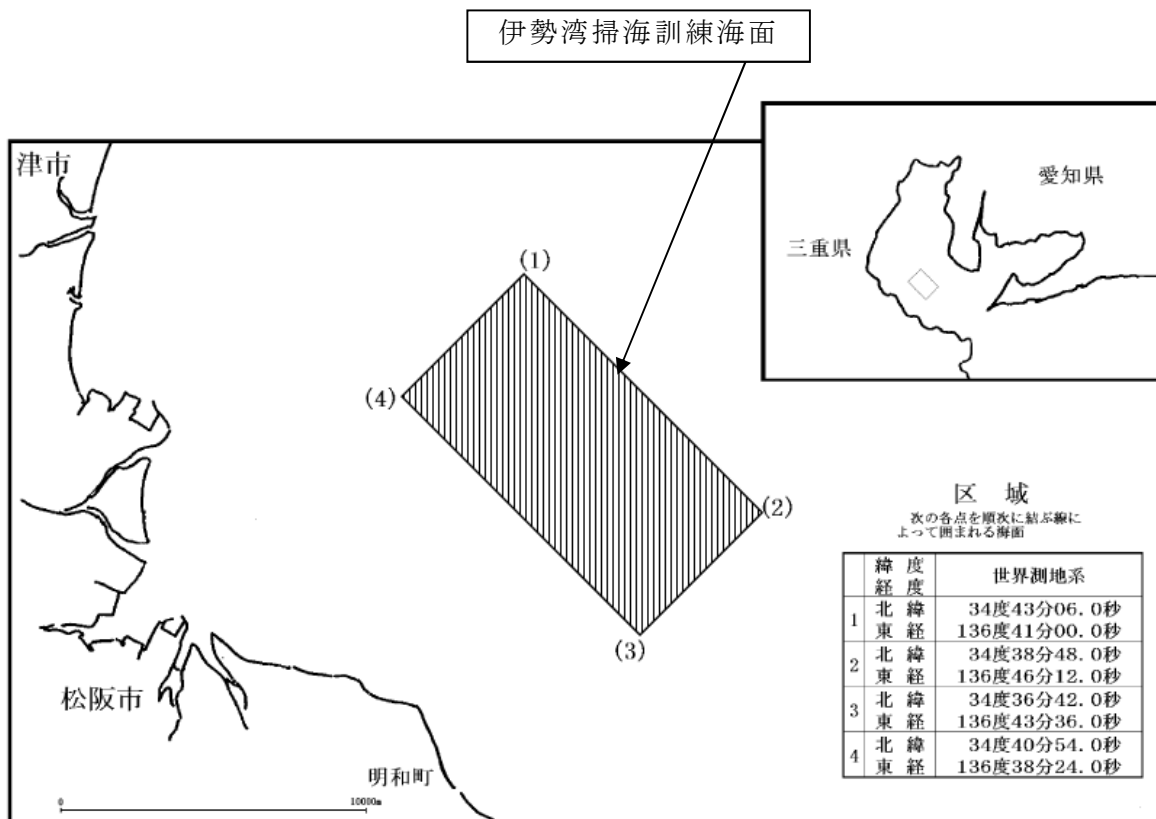 伊勢湾掃海訓練海面
津市
愛知県
三重県
(1)
(4)
(2)
(3)
松阪市
明和町
0 10000m
区 域
次の各点を順次に結ぶ線に
よって囲まれる海面
緯 度
経 度
世界測地系
1 北 緯 34度43分06.0秒
東 経 136度41分00.0秒
2 北 緯 34度38分48.0秒
東 経 136度46分12.0秒
3 北 緯 34度36分42.0秒
東 経 136度43分36.0秒
4 北 緯 34度40分54.0秒
東 経 136度38分24.0秒